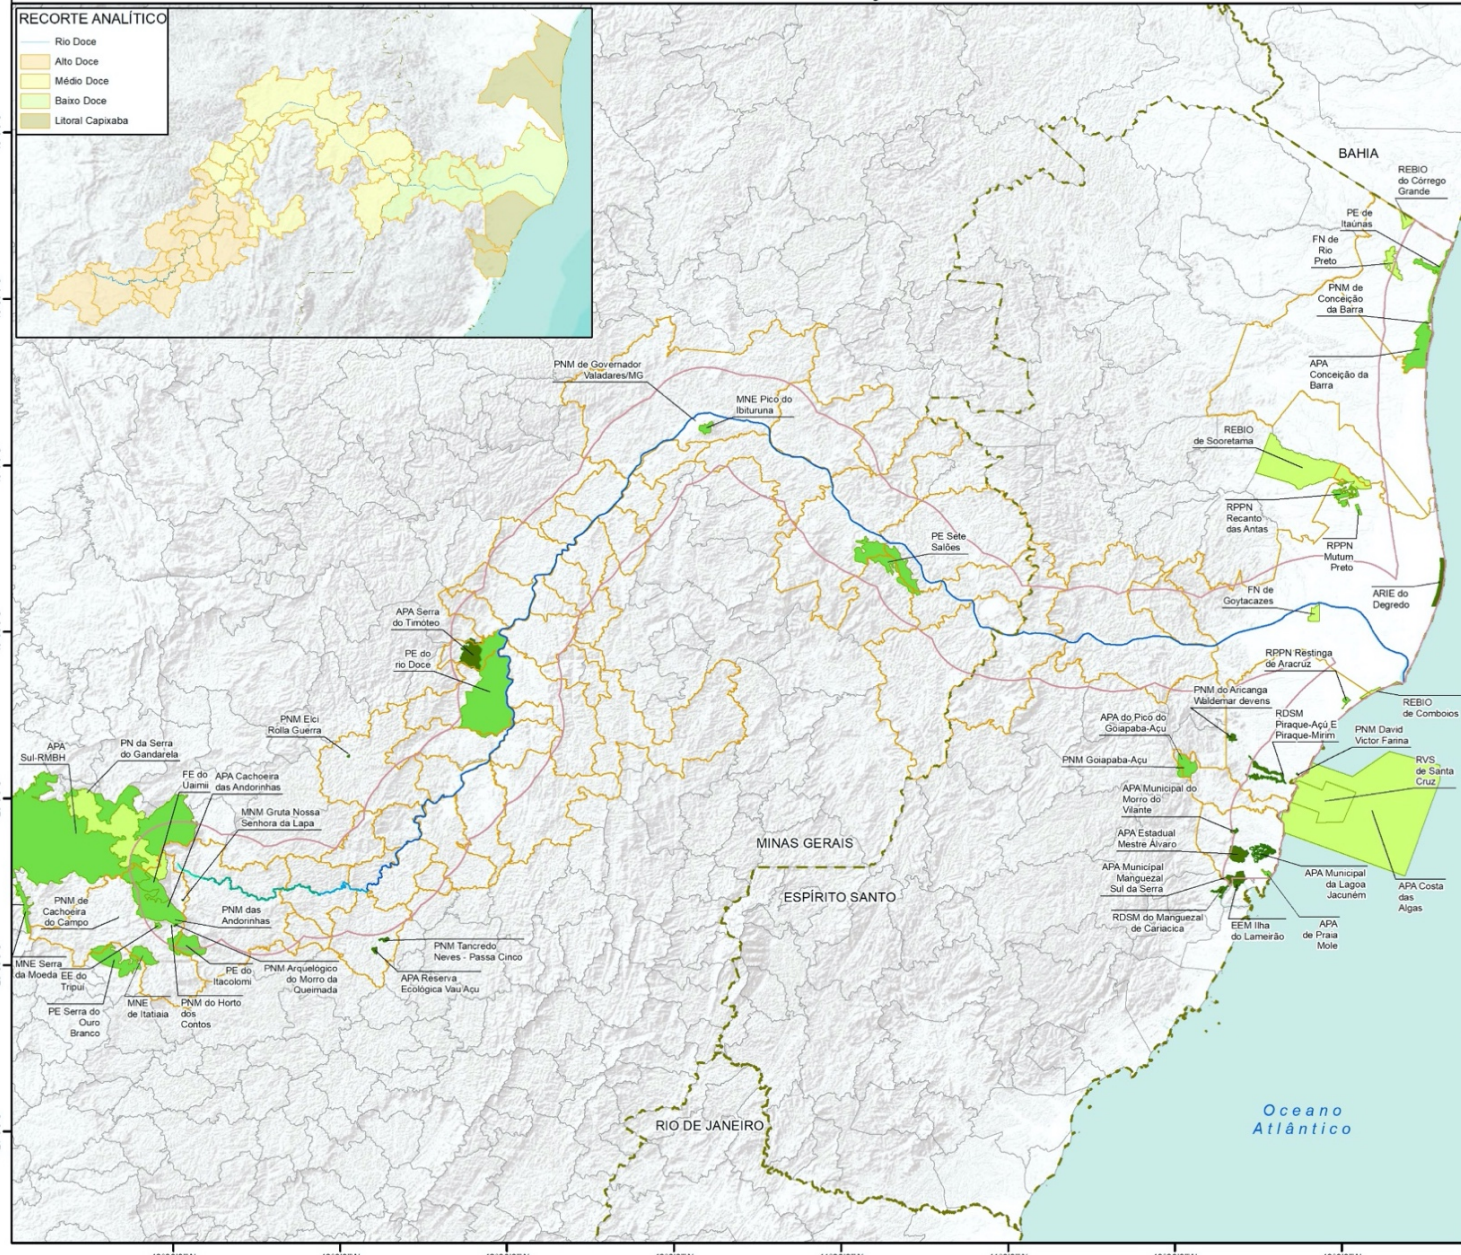 RECORTE ANALÍTICO
Rio Doce
Alto Doce
Médio Doce
Baixo Doce
Litoral Capixaba
BAHIA
REBIO
do Córrego
Grande
PE de
Itaúnas
FN de
Rio
Preto
PNM de
Conceição
da Barra
APA
Conceição da
Barra
PNM de Governador
Valadares/MG
MNE Pico do
Ibituruna
REBIO
de Sooretama
RPPN
Recanto
das Antas
RPPN
Mutum
Preto
PE Sete
Salões
ARIE do
Degredo
FN de
Goytacazes
APA Serra
do Timóteo
PE do
rio Doce
RPPN Restinga
de Aracruz
PNM do Aricanga
Waldemar devens
REBIO
de Comboios
APA do Pico do
Goiapaba-Açu
RDSM
Piraque-Açú E
Piraque-Mirim
PNM David
Victor Farina
PNM Elci
Rolla Guerra
APA
Sul-RMBH
PN da Serra
do Gandarela
PNM Goiapaba-Açu
RVS
de Santa
Cruz
FE do
Uaimii
APA Cachoeira
das Andorinhas
APA Municipal do
Morro do
Vilante
MNM Gruta Nossa
Senhora da Lapa
APA Estadual
Mestre Álvaro
MINAS GERAIS
APA Municipal
Manguezal
Sul da Serra
APA Municipal
da Lagoa
Jacuném
APA Costa
das
Algas
ESPÍRITO SANTO
PNM de
Cachoeira
do Campo
PNM das
Andorinhas
RDSM do Manguezal
de Cariacica
EEM Ilha
do Lameirão
APA
de Praia
Mole
PNM Tancredo
Neves - Passa Cinco
MNE Serra
da Moeda
EE do
Tripuí
PE do
Itacolomi
PNM Arquelógico
do Morro da
Queimada
APA Reserva
Ecológica Vau Açu
PE Serra do
Ouro
Branco
MNE
de Itatiaia
PNM do Horto
dos
Contos
RIO DE JANEIRO
Oceano
Atlântico